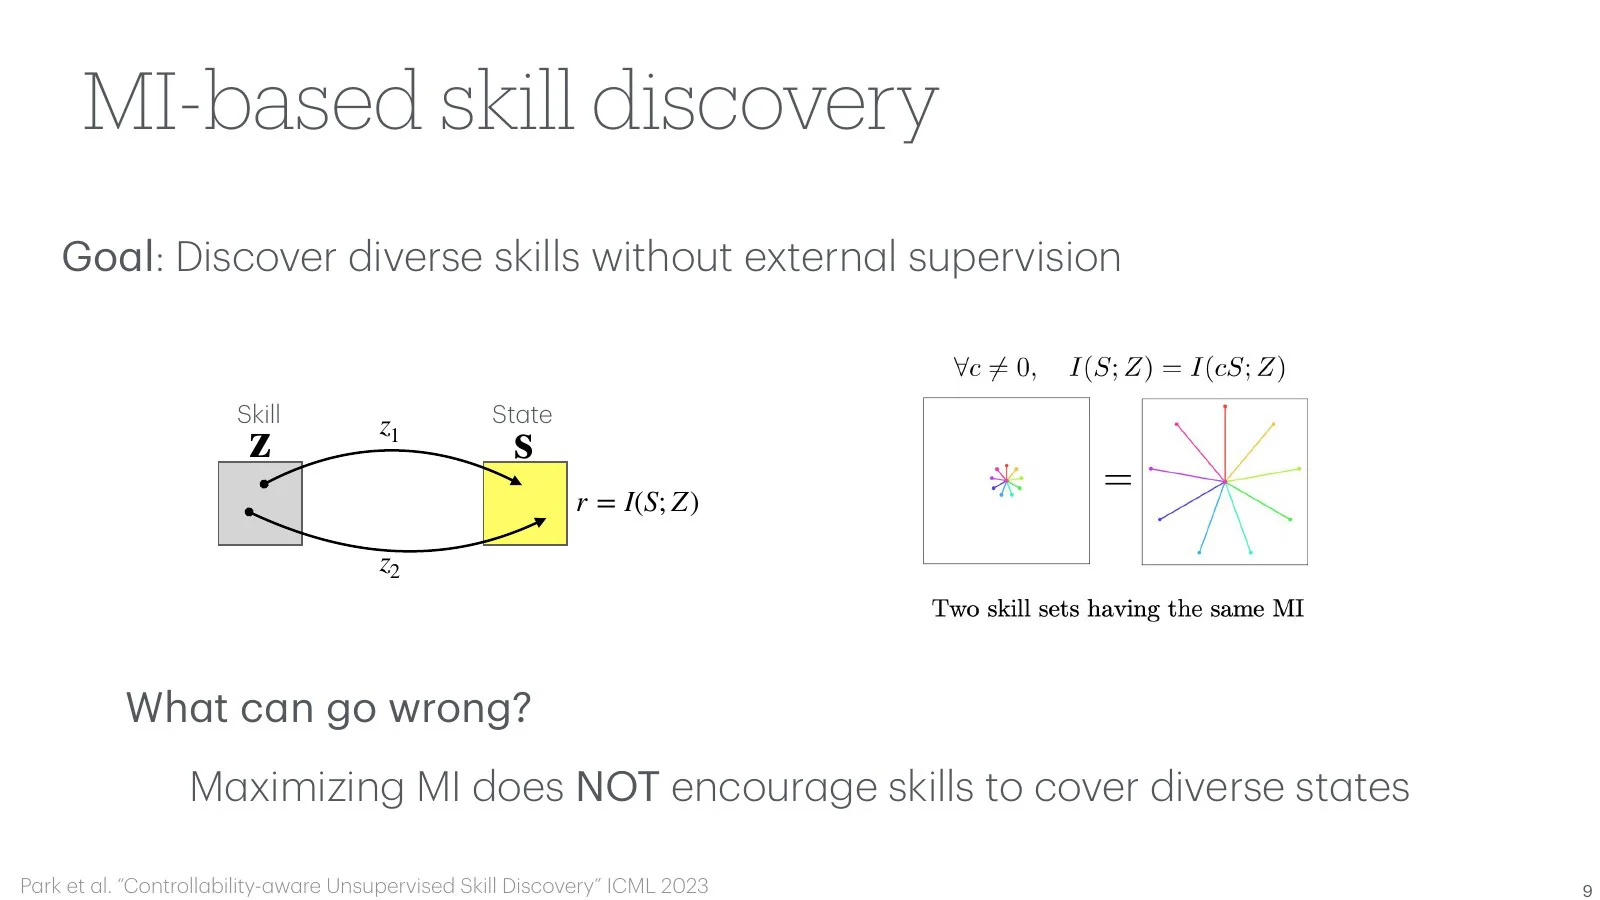 MI-based skill discovery
Goal: Discover diverse skills without external supervision
Skill
z
z₁
State
s
z₂
r = I(S; Z)
∀c ≠ 0, I(S; Z) = I(cS; Z)
=
Two skill sets having the same MI
What can go wrong?
Maximizing MI does NOT encourage skills to cover diverse states
Park et al. “Controllability-aware Unsupervised Skill Discovery” ICML 2023
9